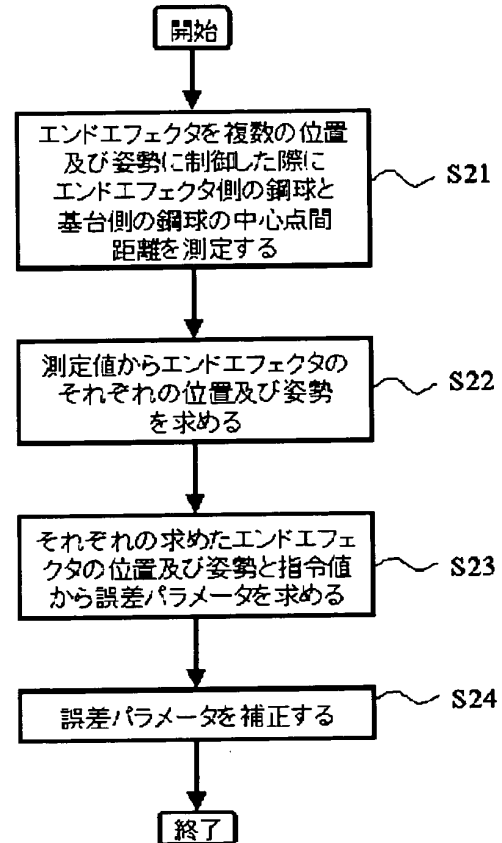 開始
エンドエフェクタを複数の位置
及び姿勢に制御した際に
エンドエフェクタ側の鋼球と
基台側の鋼球の中心点間
距離を測定する
S21
測定値からエンドエフェクタの
それぞれの位置及び姿勢
を求める
S22
それぞれの求めたエンドエフェ
クタの位置及び姿勢と指令値
から誤差パラメータを求める
S23
誤差パラメータを補正する
S24
終了